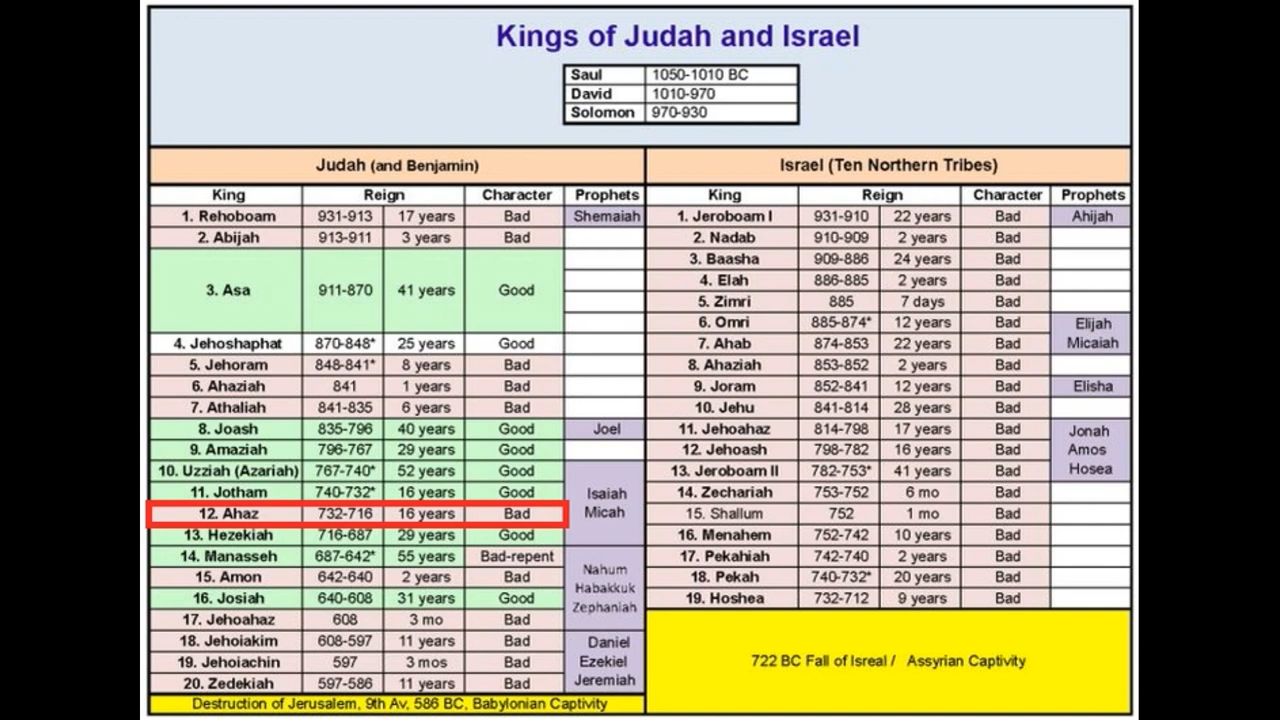 Kings of Judah and Israel
Saul 1050-1010 BC
David 1010-970
Solomon 970-930
Judah (and Benjamin) Israel (Ten Northern Tribes)
King Reign Character Prophets King Reign Character Prophets
1. Rehoboam 931-913 17 years Bad Shemaiah 1. Jeroboam I 931-910 22 years Bad Ahijah
2. Abijah 913-911 3 years Bad 2. Nadab 910-909 2 years Bad
3. Baasha 909-886 24 years Bad
4. Elah 886-885 2 years Bad
3. Asa 911-870 41 years Good
5. Zimri 885 7 days Bad
6. Omri 885-874* 12 years Bad Elijah
4. Jehoshaphat 870-848* 25 years Good 7. Ahab 874-853 22 years Bad Micaiah
5. Jehoram 848-841* 8 years Bad 8. Ahaziah 853-852 2 years Bad
6. Ahaziah 841 1 years Bad 9. Joram 852-841 12 years Bad Elisha
7. Athaliah 841-835 6 years Bad 10. Jehu 841-814 28 years Bad
8. Joash 835-796 40 years Good Joel 11. Jehoahaz 814-798 17 years Bad Jonah
9. Amaziah 796-767 29 years Good 12. Jehoash 798-782 16 years Bad Amos
10. Uzziah (Azariah) 767-740* 52 years Good 13. Jeroboam II 782-753* 41 years Bad Hosea
11. Jotham 740-732* 16 years Good Isaiah 14. Zechariah 753-752 6 mo Bad
12. Ahaz 732-716 16 years Bad Micah 15. Shallum 752 1 mo Bad
13. Hezekiah 716-687 29 years Good 16. Menahem 752-742 10 years Bad
14. Manasseh 687-642* 55 years Bad-repent Nahum 17. Pekahiah 742-740 2 years Bad
15. Amon 642-640 2 years Bad Habakkuk 18. Pekah 740-732* 20 years Bad
16. Josiah 640-608 31 years Good Zephaniah 19. Hoshea 732-712 9 years Bad
17. Jehoahaz 608 3 mo Bad
18. Jehoiakim 608-597 11 years Bad Daniel
19. Jehoiachin 597 3 mos Bad Ezekiel 722 BC Fall of Isreal / Assyrian Captivity
20. Zedekiah 597-586 11 years Bad Jeremiah
Destruction of Jerusalem, 9th Av, 586 BC, Babylonian Captivity